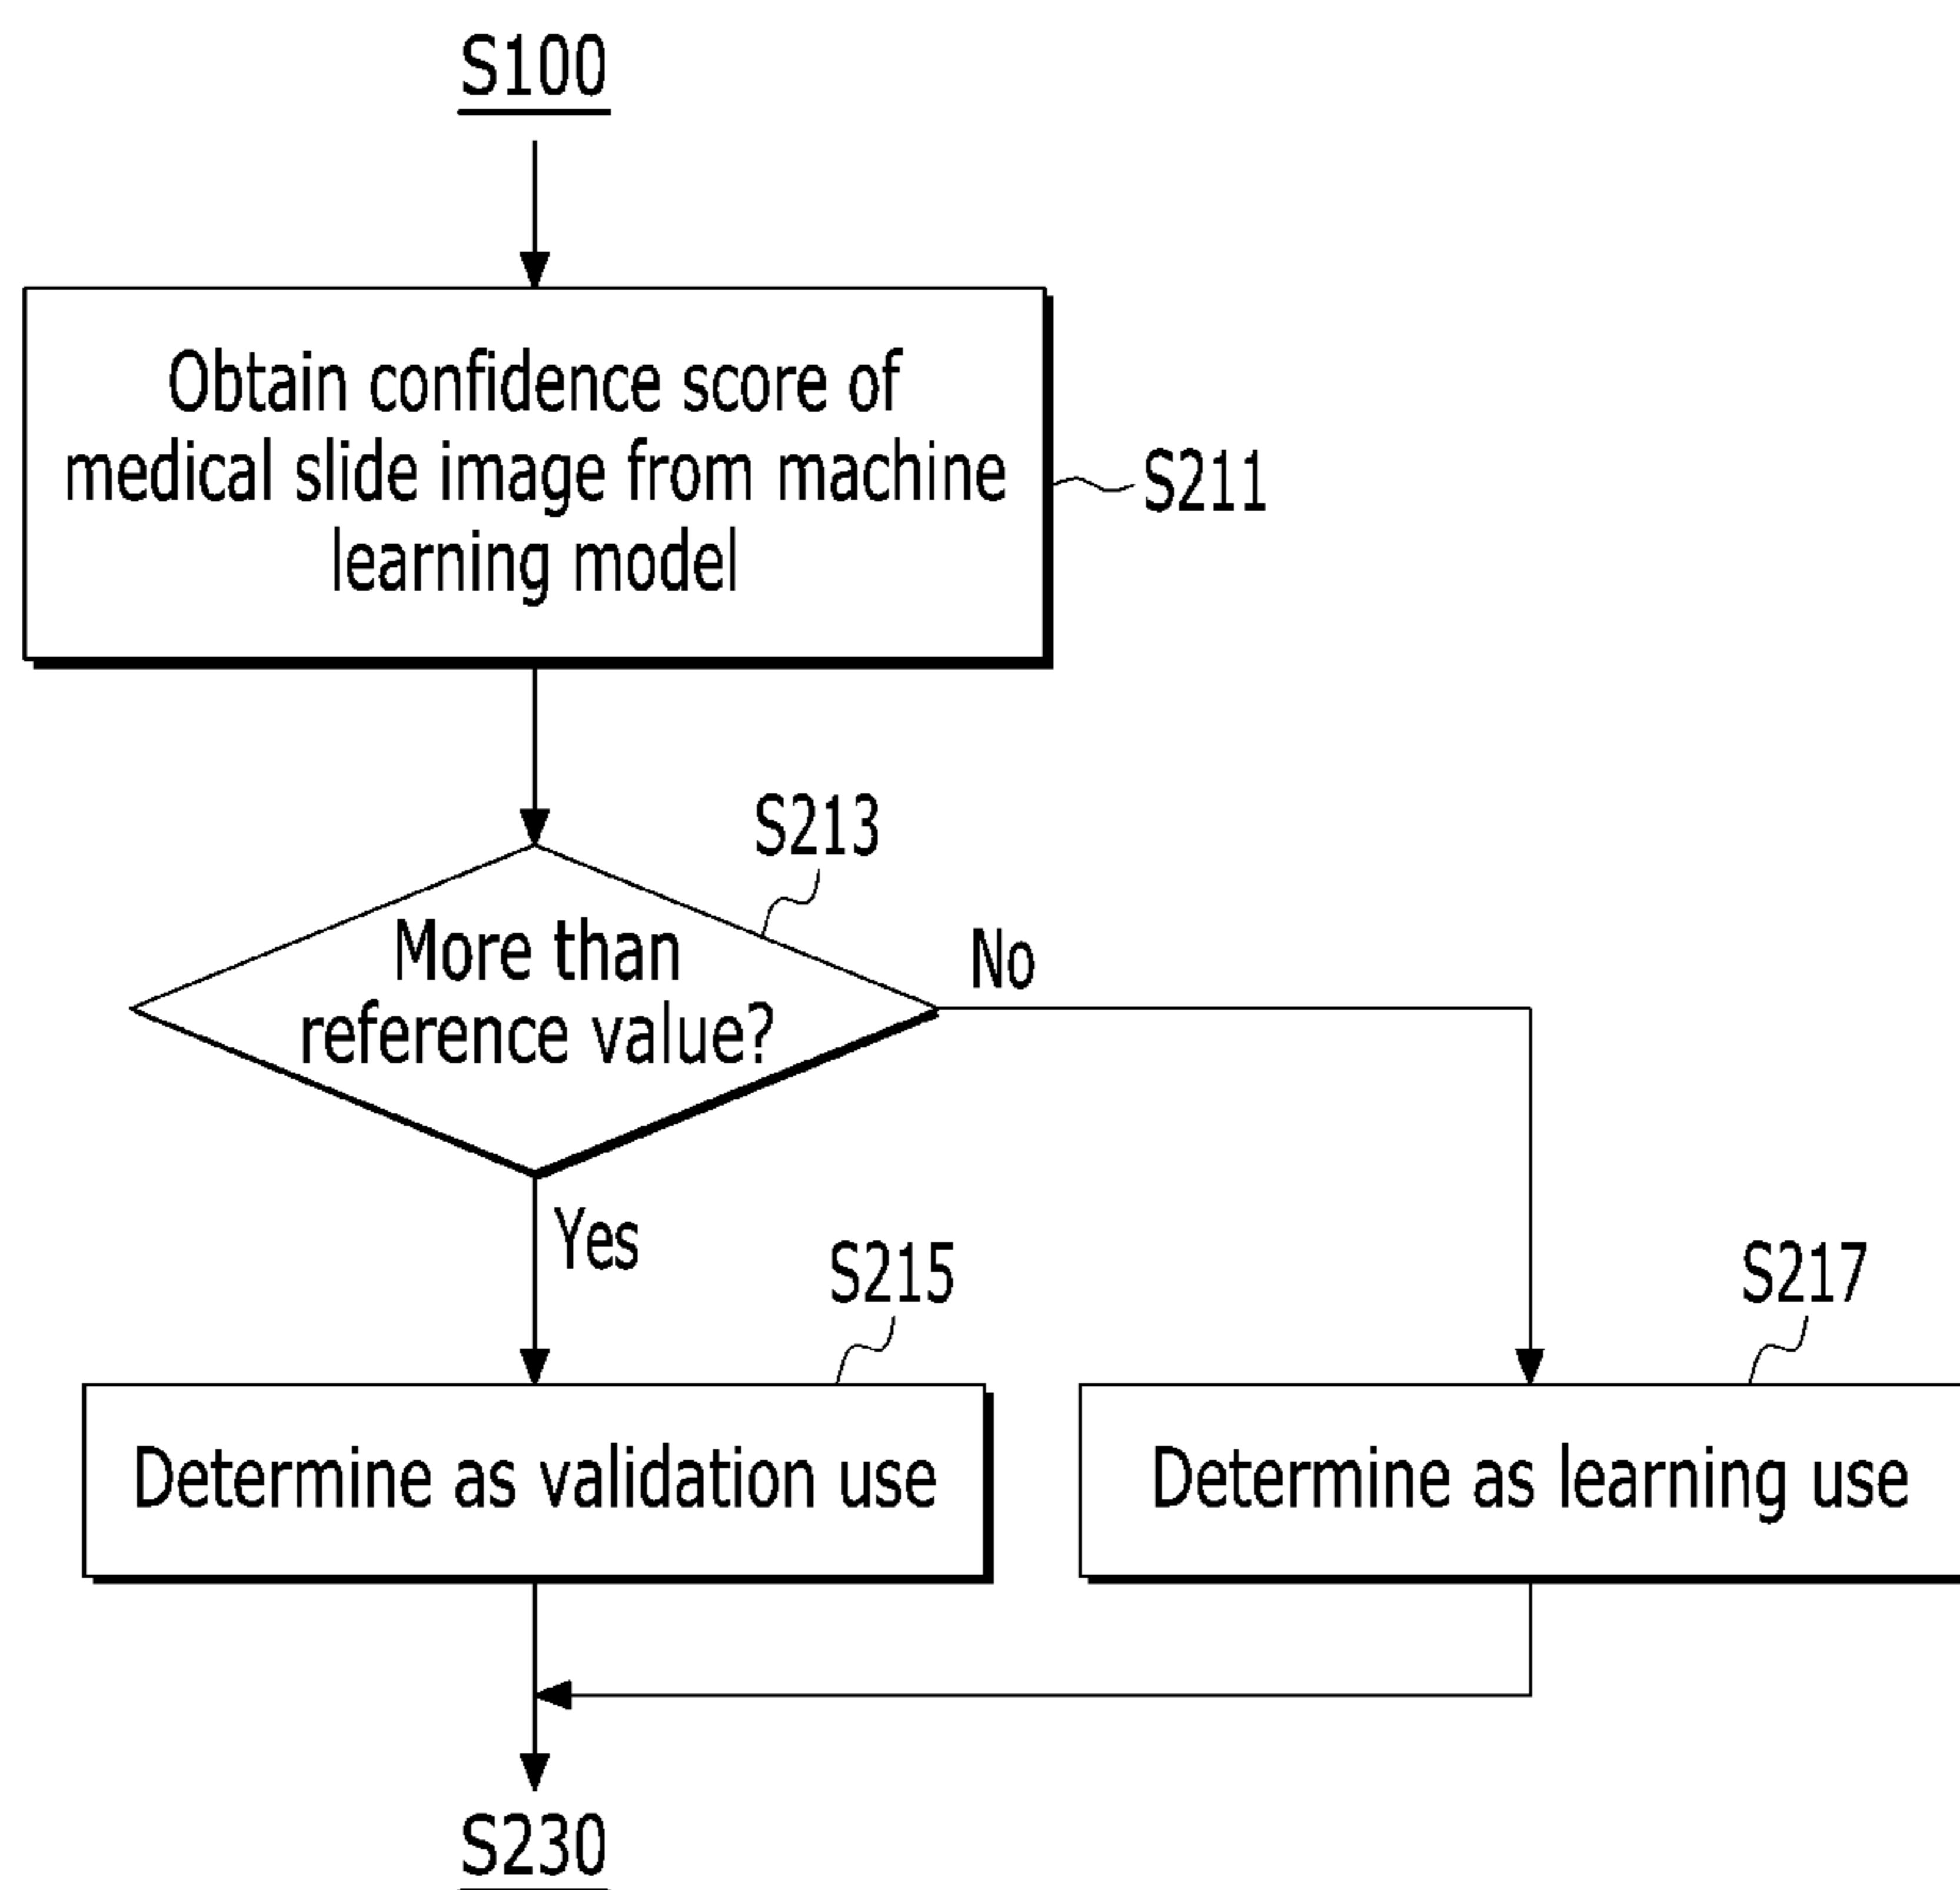 S100
Obtain confidence score of
medical slide image from machine
learning model
S211
S213
More than
reference value?
No
Yes
S215
S217
Determine as validation use
Determine as learning use
S230